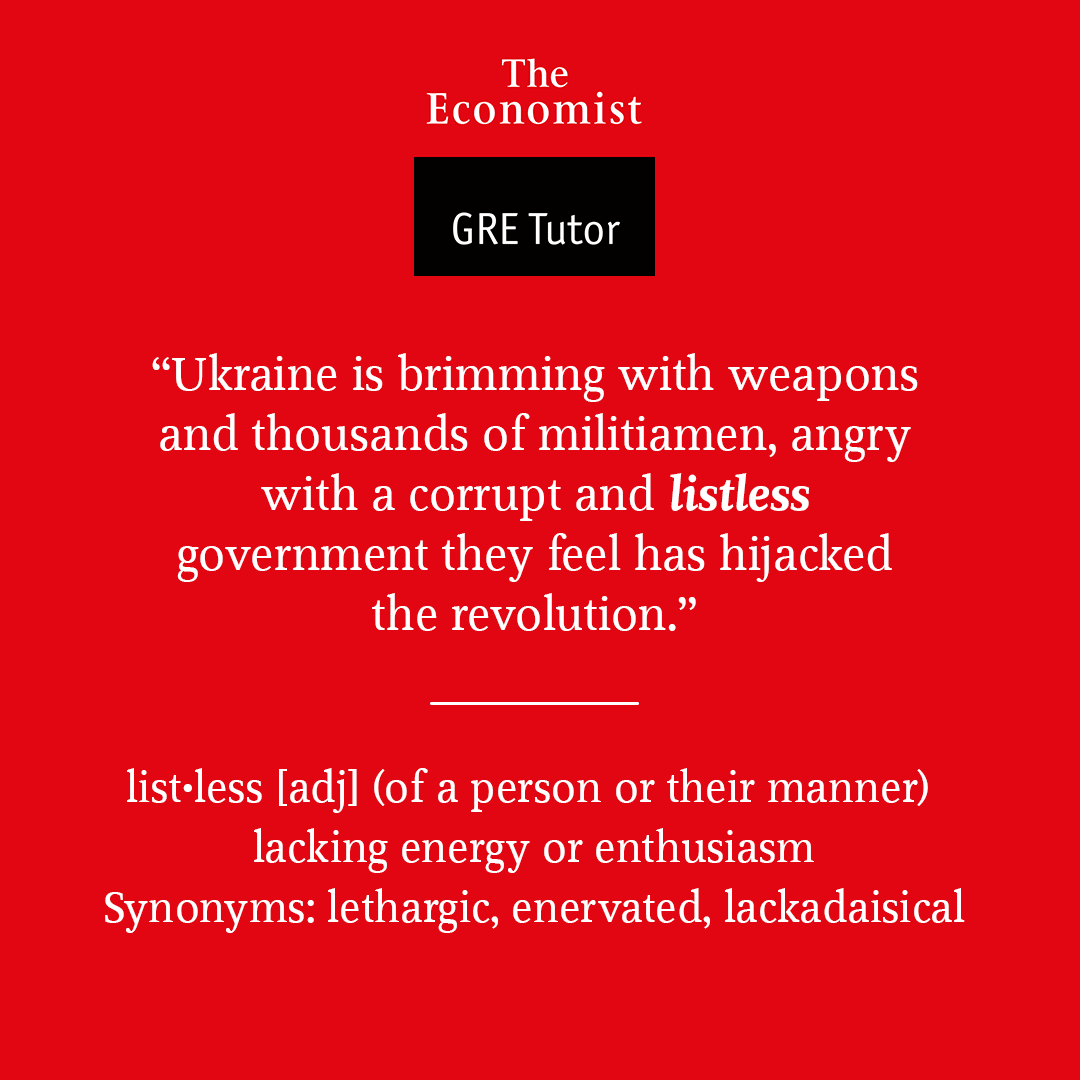 The
Economist
GRE Tutor
“Ukraine is brimming with weapons
and thousands of militiamen, angry
with a corrupt and listless
government they feel has hijacked
the revolution.”
list•less [adj] (of a person or their manner)
lacking energy or enthusiasm
Synonyms: lethargic, enervated, lackadaisical